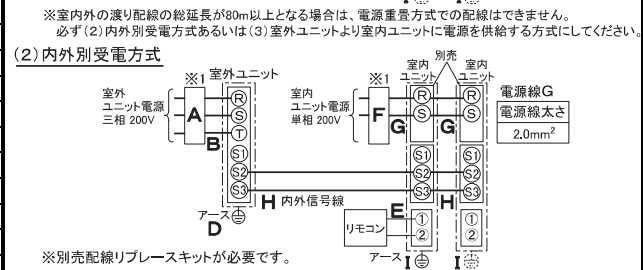 ※室内外の渡り配線の総延長が80m以上となる場合は、電源重畳方式での配線はできません。
必ず(2)内外別受電方式あるいは(3)室外ユニットより室内ユニットに電源を供給する方式にしてください。
(2)内外別受電方式
別売
※1 室外ユニット
※1 室内ユニット
室内ユニット
室外
ユニット電源
三相 200V
A
B
R
S
T
S1
S2
S3
室内
ユニット電源
単相 200V
F
G
G
R
S
S1
S2
S3
R
S
S1
S2
S3
電源線G
電源線太さ
2.0mm²
H 内外信号線
H
アース
D
リモコン
E
①
②
①
②
アース I
I
※別売配線リプレースキットが必要です。